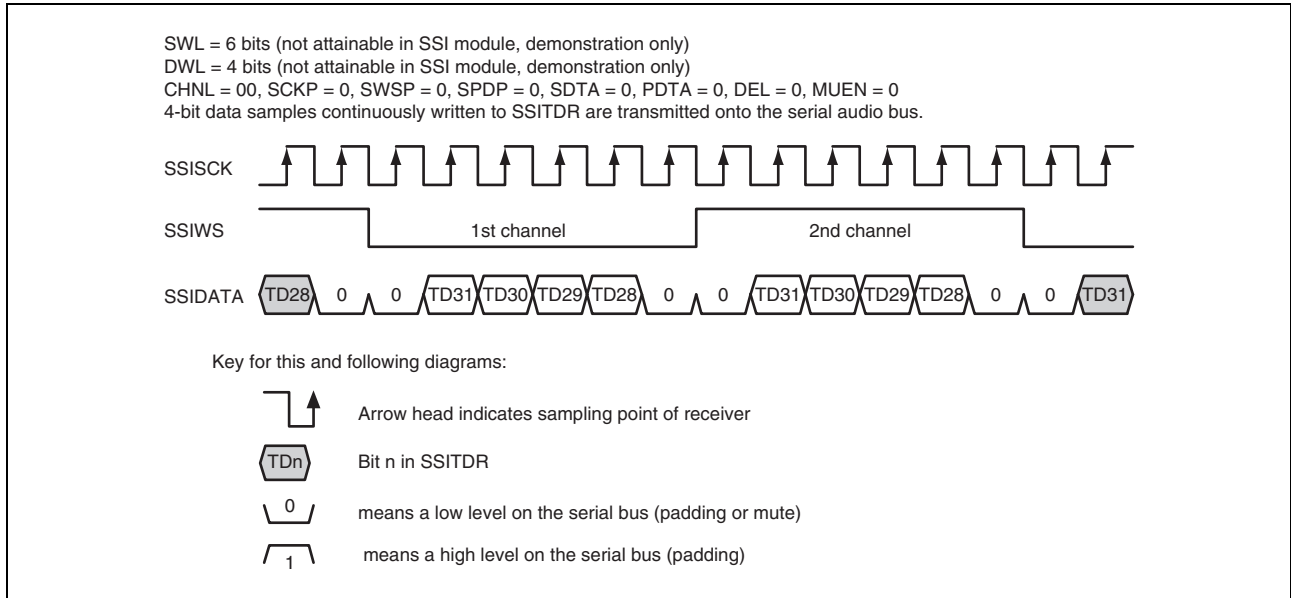 SWL = 6 bits (not attainable in SSI module, demonstration only)
DWL = 4 bits (not attainable in SSI module, demonstration only)
CHNL = 00, SCKP = 0, SWSP = 0, SPDP = 0, SDTA = 0, PDTA = 0, DEL = 0, MUEN = 0
4-bit data samples continuously written to SSITDR are transmitted onto the serial audio bus.
SSISCK
SSIWS 1st channel 2nd channel
SSIDATA TD28 0 0 TD31 TD30 TD29 TD28 0 0 TD31 TD30 TD29 TD28 0 0 TD31
Key for this and following diagrams:
Arrow head indicates sampling point of receiver
TDn Bit n in SSITDR
0 means a low level on the serial bus (padding or mute)
1 means a high level on the serial bus (padding)